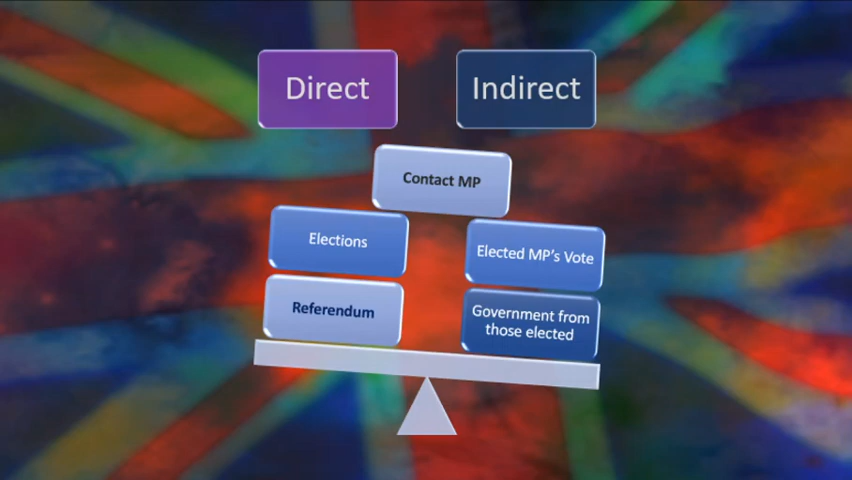 Direct
Indirect
Contact MP
Elections
Elected MP's Vote
Referendum
Government from
those elected